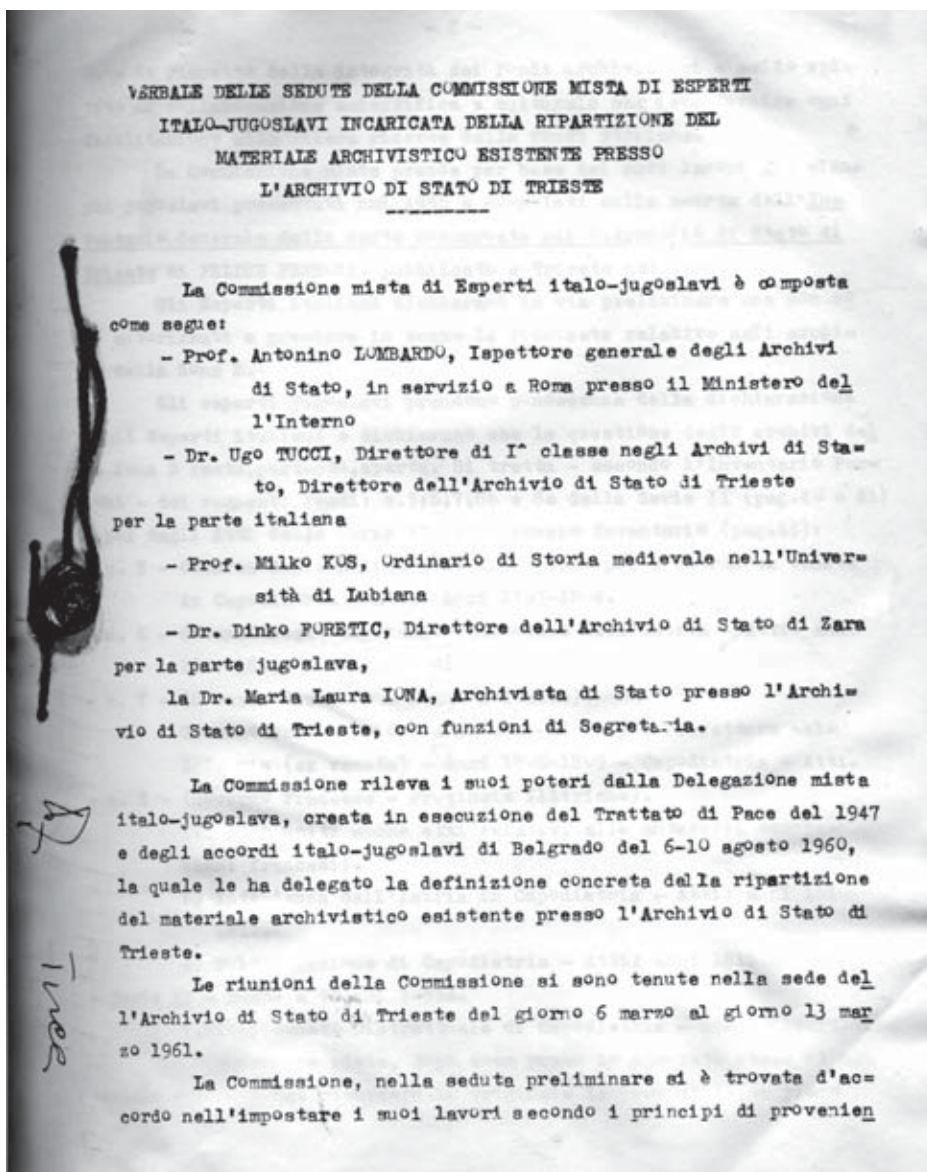 VERBALE DELLE SEDUTE DELLA COMMISSIONE MISTA DI ESPERTI
ITALO-JUGOSLAVI INCARICATA DELLA RIPARTIZIONE DEL
MATERIALE ARCHIVISTICO ESISTENTE PRESSO
L'ARCHIVIO DI STATO DI TRIESTE
La Commissione mista di Esperti italo-jugoslavi è composta
come segue:
- Prof. Antonino LOMBARDO, Ispettore generale degli Archivi
di Stato, in servizio a Roma presso il Ministero del
l'Interno
- Dr. Ugo TUCCI, Direttore di I^ classe negli Archivi di Sta=
to, Direttore dell'Archivio di Stato di Trieste
per la parte italiana
- Prof. Milko KOS, Ordinario di Storia medievale nell'Univer=
sità di Lubiana
- Dr. Dinko FORETIC, Direttore dell'Archivio di Stato di Zara
per la parte jugoslava,
la Dr. Maria Laura IONA, Archivista di Stato presso l'Archi=
vio di Stato di Trieste, con funzioni di Segretaria.
La Commissione rileva i suoi poteri dalla Delegazione mista
italo-jugoslava, creata in esecuzione del Trattato di Pace del 1947
e degli accordi italo-jugoslavi di Belgrado del 6-10 agosto 1960,
la quale le ha delegato la definizione concreta della ripartizione
del materiale archivistico esistente presso l'Archivio di Stato di
Trieste.
Le riunioni della Commissione si sono tenute nella sede del
l'Archivio di Stato di Trieste del giorno 6 marzo al giorno 13 mar
zo 1961.
La Commissione, nella seduta preliminare si è trovata d'ac=
cordo nell'impostare i suoi lavori secondo i principi di provenien